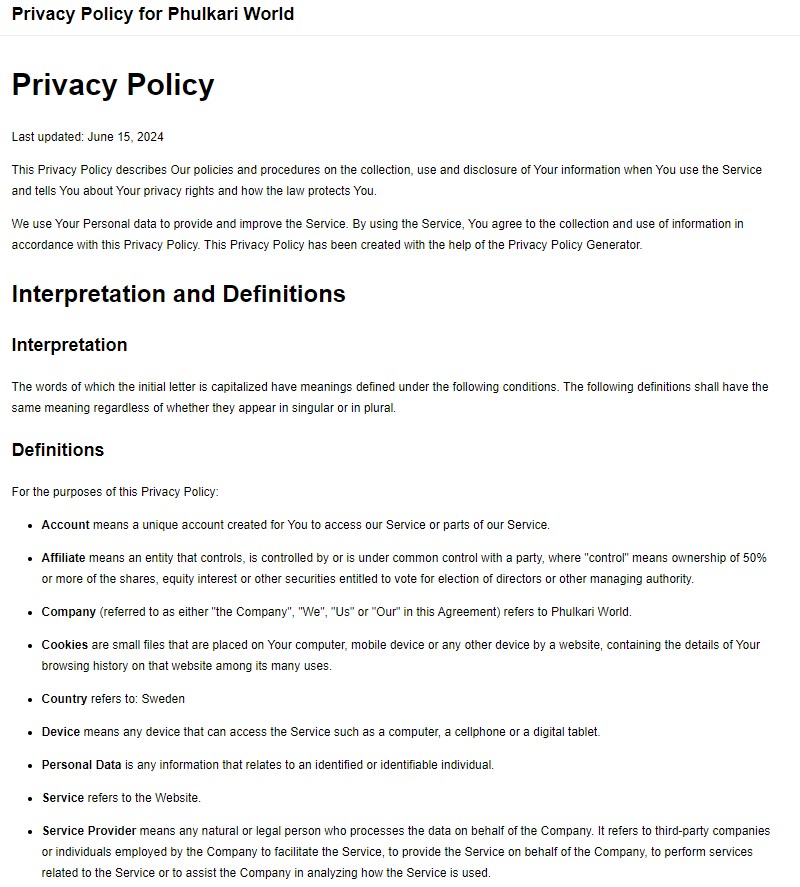 Privacy Policy for Phulkari World
Privacy Policy
Last updated: June 15, 2024
This Privacy Policy describes Our policies and procedures on the collection, use and disclosure of Your information when You use the Service
and tells You about Your privacy rights and how the law protects You.
We use Your Personal data to provide and improve the Service. By using the Service, You agree to the collection and use of information in
accordance with this Privacy Policy. This Privacy Policy has been created with the help of the Privacy Policy Generator.
Interpretation and Definitions
Interpretation
The words of which the initial letter is capitalized have meanings defined under the following conditions. The following definitions shall have the
same meaning regardless of whether they appear in singular or in plural.
Definitions
For the purposes of this Privacy Policy:
• Account means a unique account created for You to access our Service or parts of our Service.
• Affiliate means an entity that controls, is controlled by or is under common control with a party, where "control" means ownership of 50%
or more of the shares, equity interest or other securities entitled to vote for election of directors or other managing authority.
• Company (referred to as either "the Company", "We", "Us" or "Our" in this Agreement) refers to Phulkari World.
• Cookies are small files that are placed on Your computer, mobile device or any other device by a website, containing the details of Your
browsing history on that website among its many uses.
• Country refers to: Sweden
• Device means any device that can access the Service such as a computer, a cellphone or a digital tablet.
• Personal Data is any information that relates to an identified or identifiable individual.
• Service refers to the Website.
• Service Provider means any natural or legal person who processes the data on behalf of the Company. It refers to third-party companies
or individuals employed by the Company to facilitate the Service, to provide the Service on behalf of the Company, to perform services
related to the Service or to assist the Company in analyzing how the Service is used.